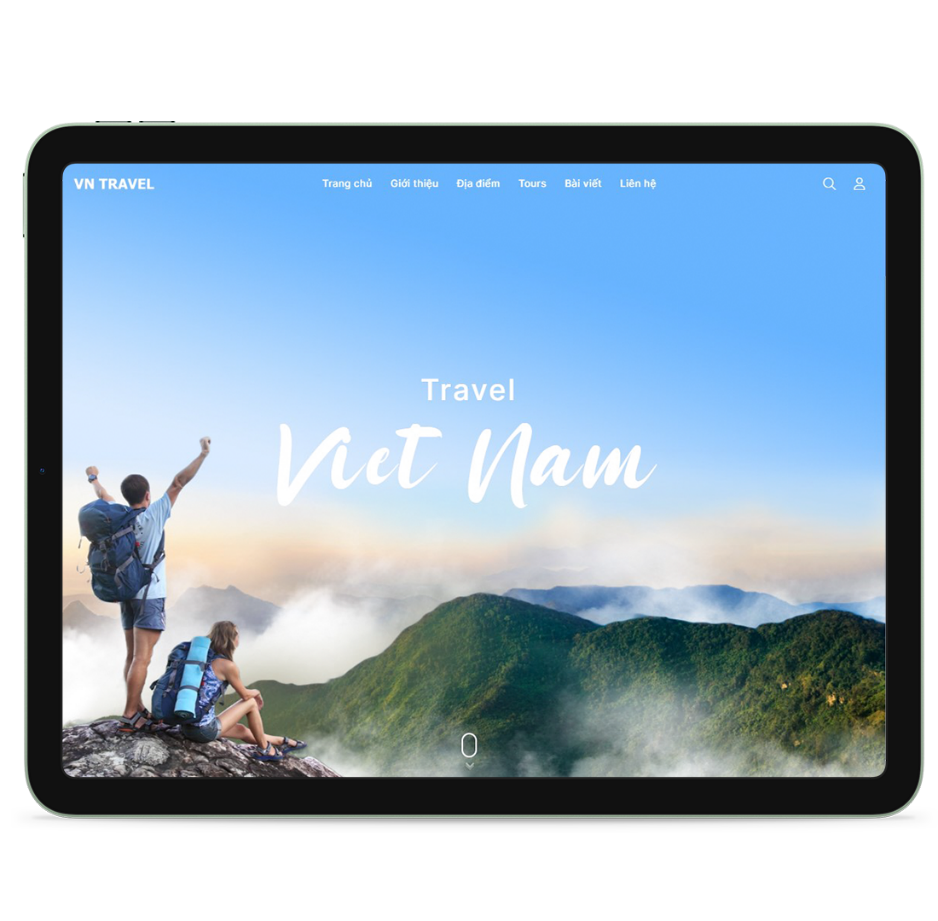 VN TRAVEL Trang chủ Giới thiệu Địa điểm Tours Bài viết Liên hệ
Travel
Viet Nam